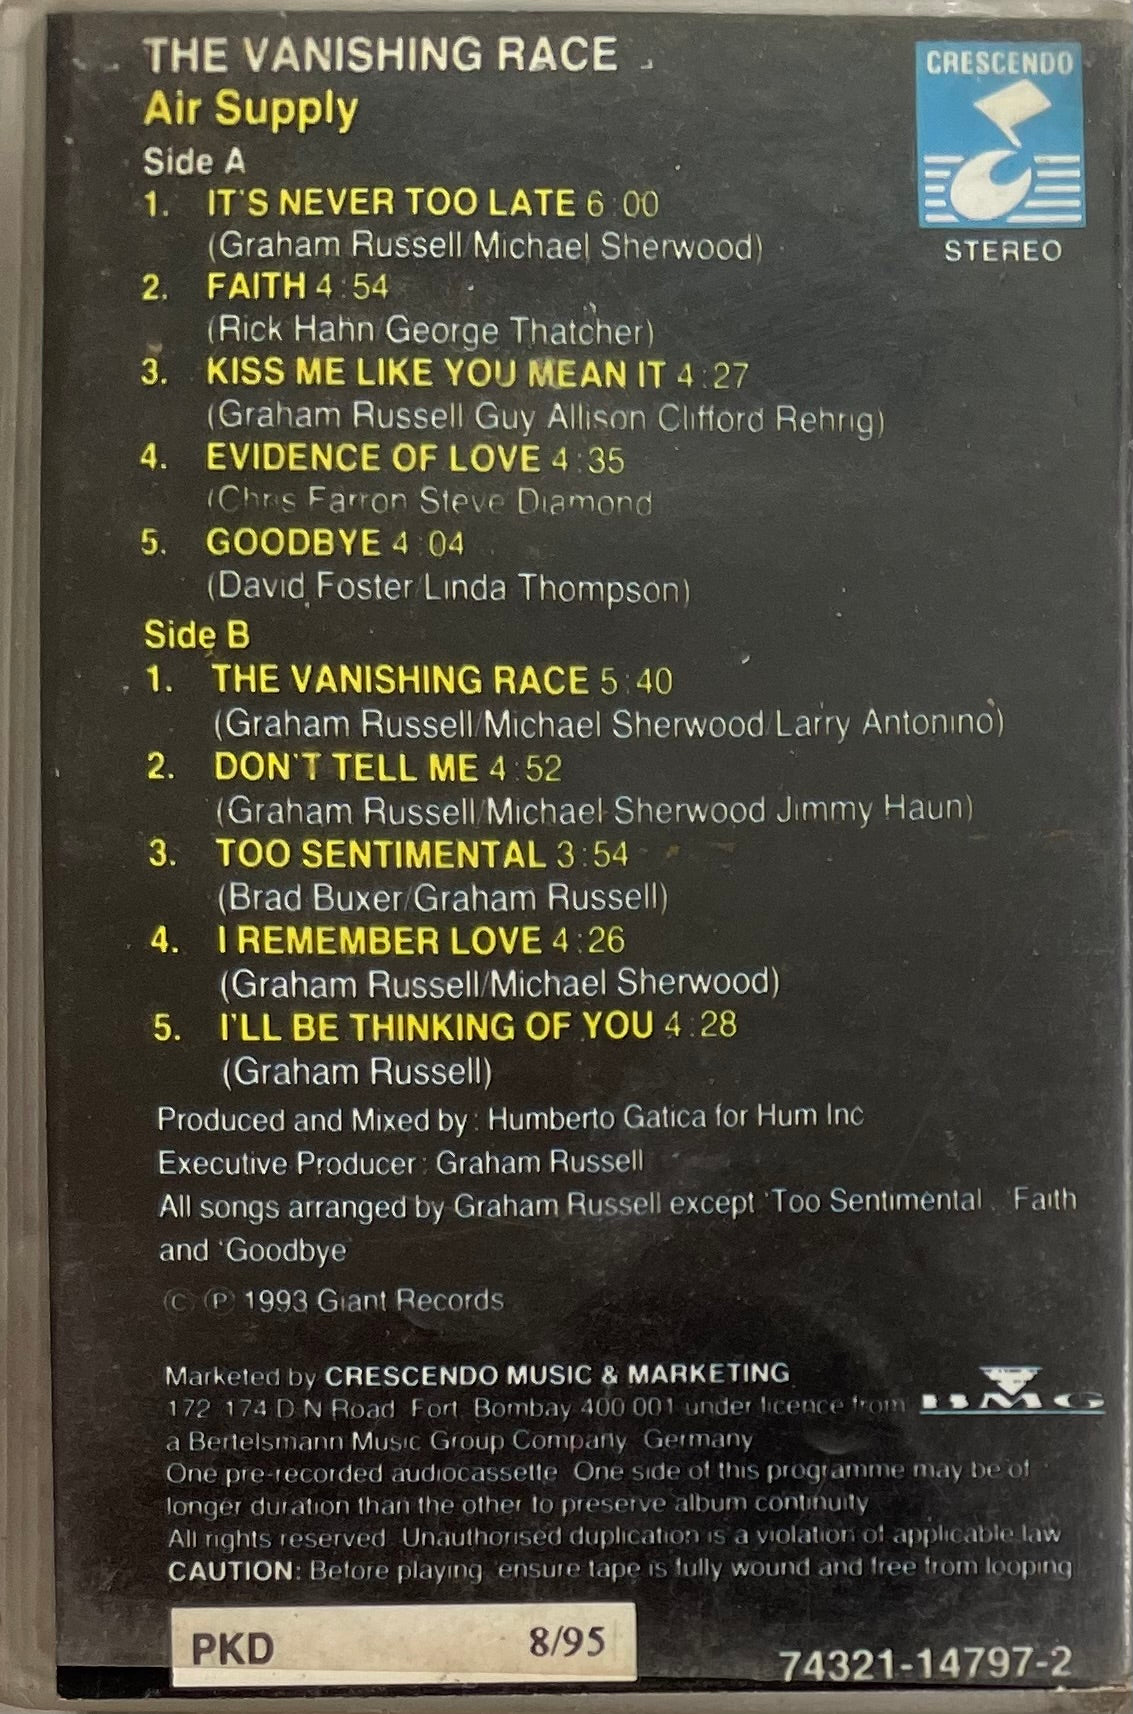 THE VANISHING RACE
Air Supply
CRESCENDO
STEREO
Side A
1. IT'S NEVER TOO LATE 6:00
(Graham Russell/Michael Sherwood)
2. FAITH 4:54
(Rick Hahn/George Thatcher)
3. KISS ME LIKE YOU MEAN IT 4:27
(Graham Russell Guy Allison Clifford Rehrig)
4. EVIDENCE OF LOVE 4:35
(Chris Farron Steve Diamond
5. GOODBYE 4:04
(David Foster/Linda Thompson)
Side B
1. THE VANISHING RACE 5:40
(Graham Russell/Michael Sherwood/Larry Antonino)
2. DON'T TELL ME 4:52
(Graham Russell/Michael Sherwood Jimmy Haun)
3. TOO SENTIMENTAL 3:54
(Brad Buxer/Graham Russell)
4. I REMEMBER LOVE 4:26
(Graham Russell/Michael Sherwood)
5. I'LL BE THINKING OF YOU 4:28
(Graham Russell)
Produced and Mixed by: Humberto Gatica for Hum Inc
Executive Producer: Graham Russell
All songs arranged by Graham Russell except 'Too Sentimental. Faith
and 'Goodbye
© ℗ 1993 Giant Records
Marketed by CRESCENDO MUSIC & MARKETING
172 174 D N Road Fort Bombay 400 001 under licence from BMG
a Bertelsmann Music Group Company Germany
One pre-recorded audiocassette One side of this programme may be of
longer duration than the other to preserve album continuity
All rights reserved Unauthorised duplication is a violation of applicable law
CAUTION: Before playing ensure tape is fully wound and free from looping
PKD 8/95
74321-14797-2